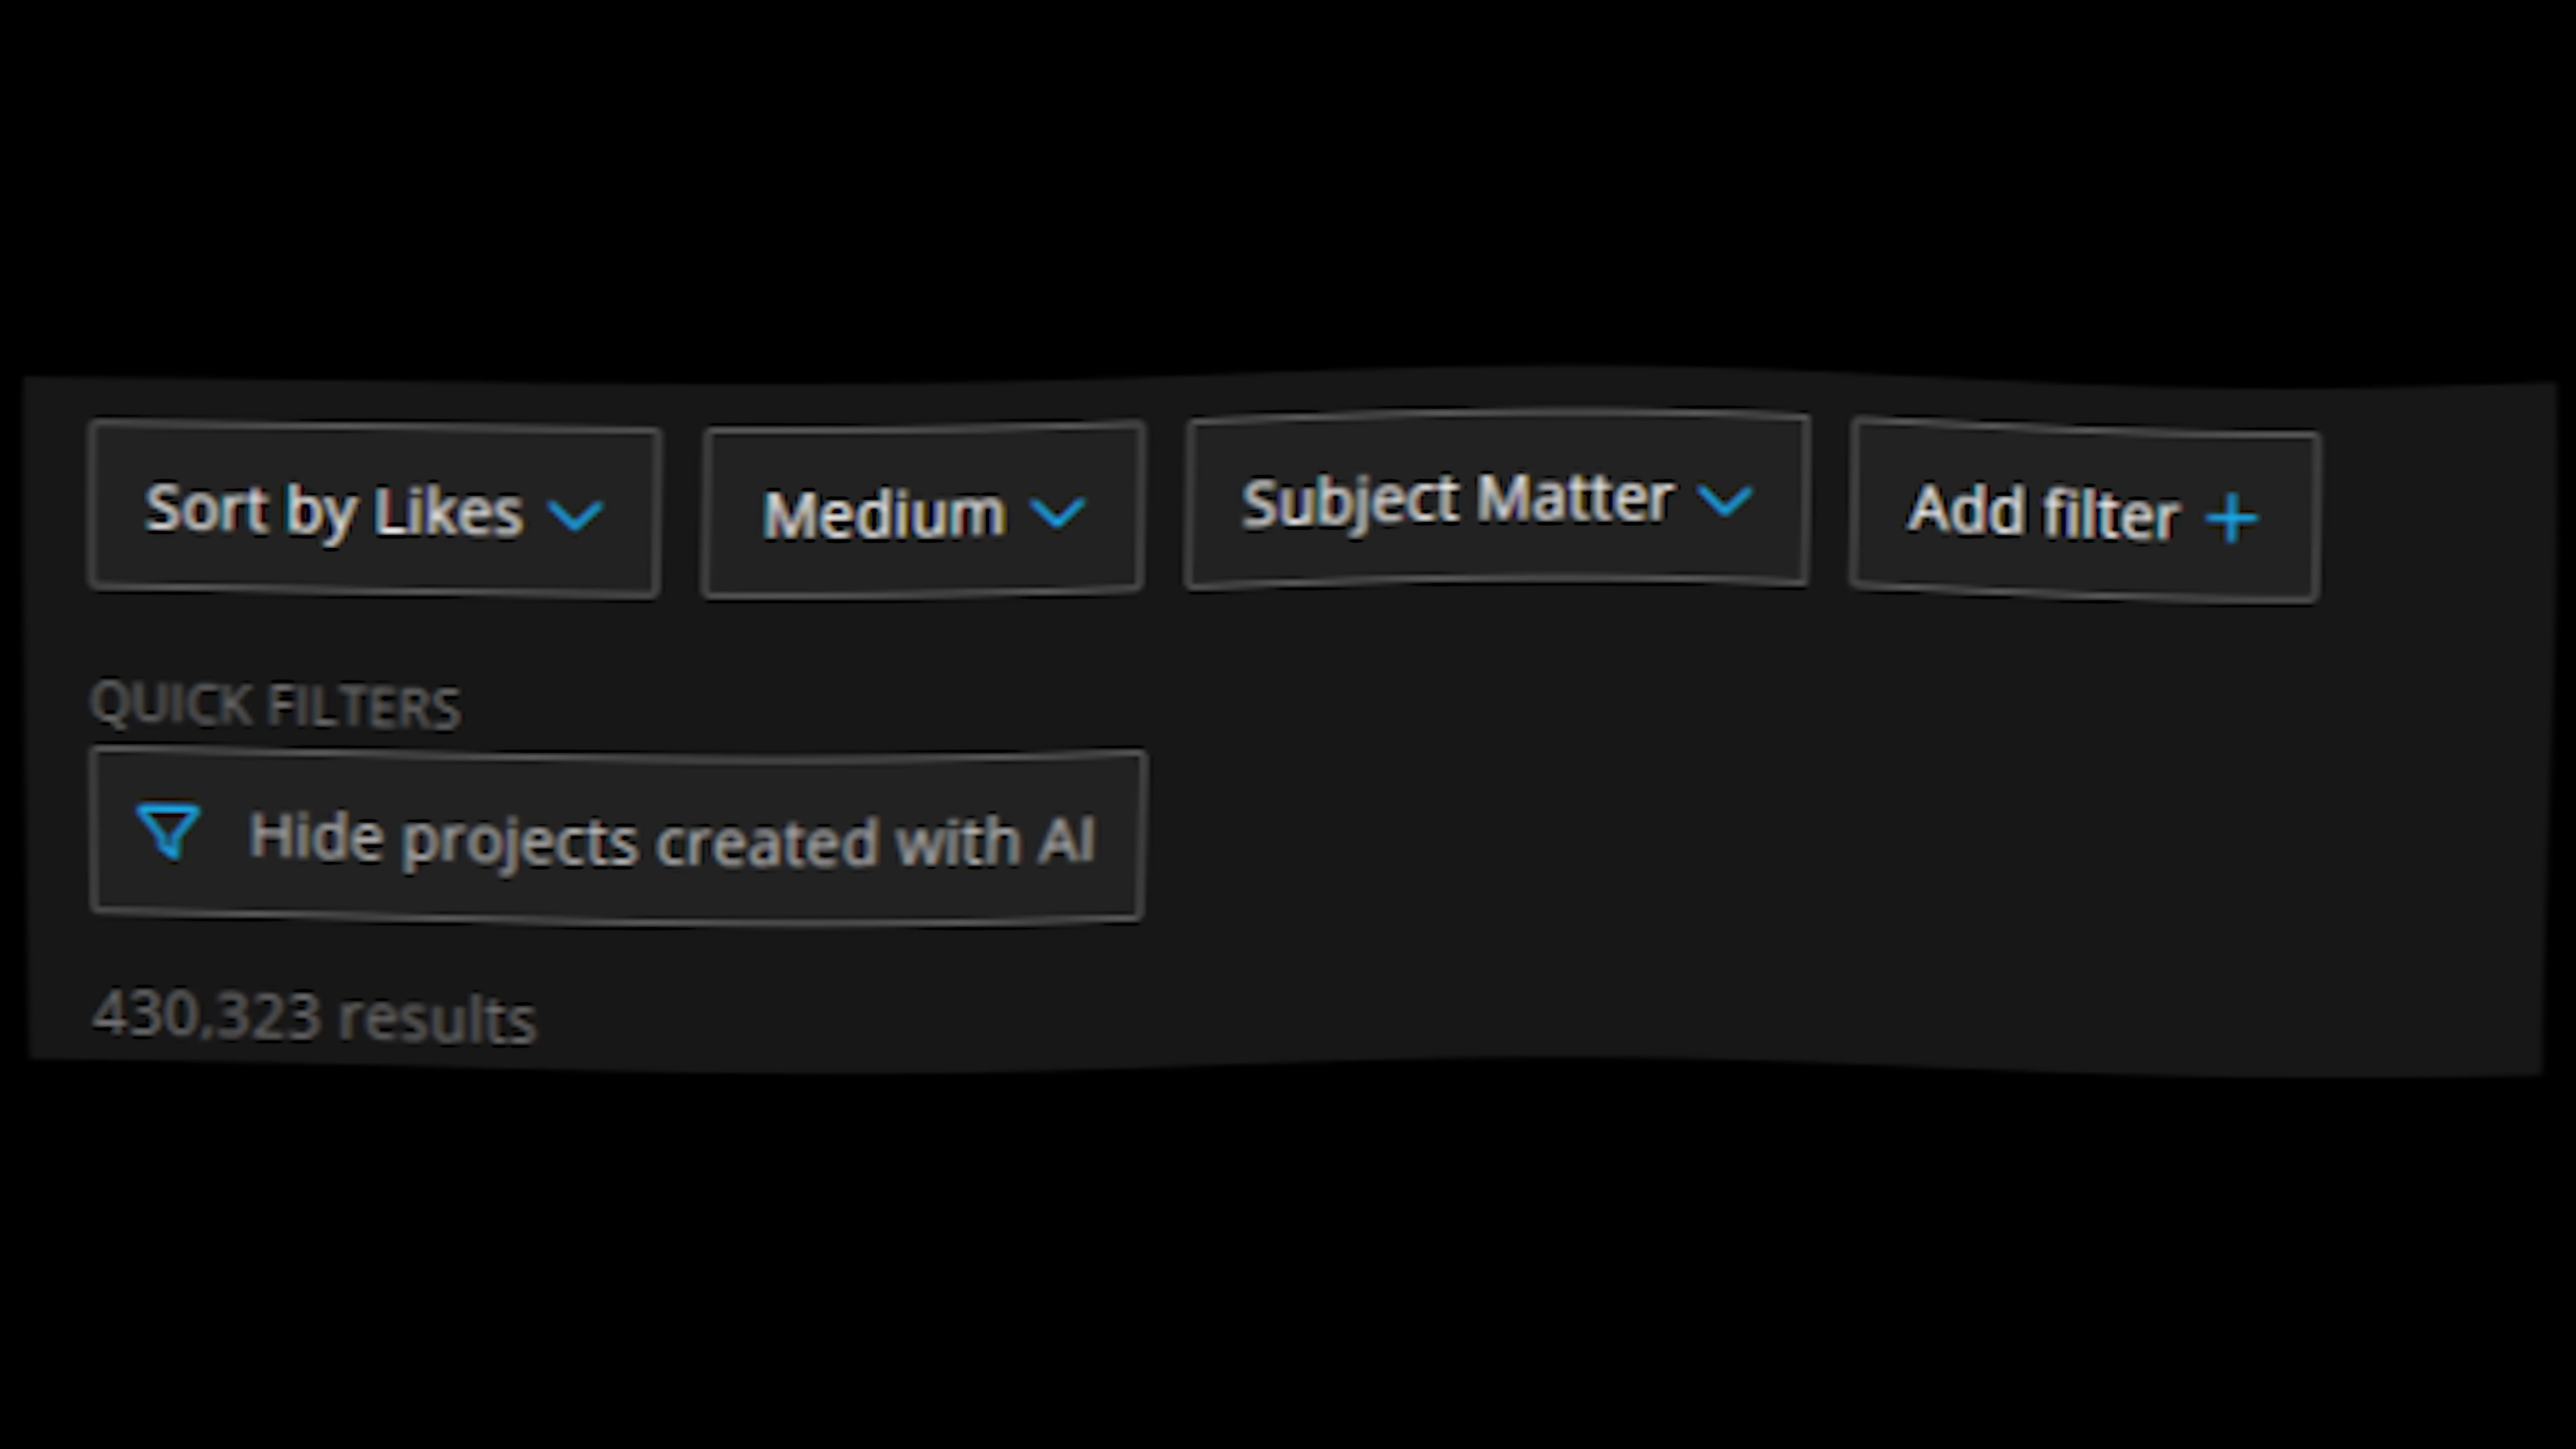 Sort by Likes Medium Subject Matter Add filter
QUICK FILTERS
Hide projects created with AI
430,323 results